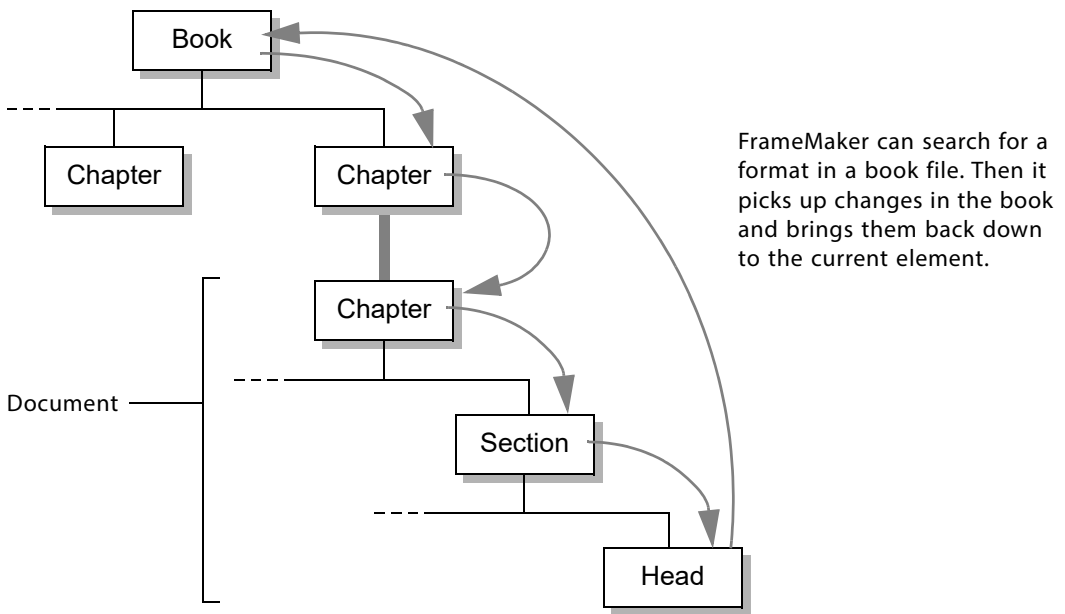 Book
Chapter
Chapter
FrameMaker can search for a
format in a book file. Then it
picks up changes in the book
and brings them back down
to the current element.
Chapter
Document
Section
Head